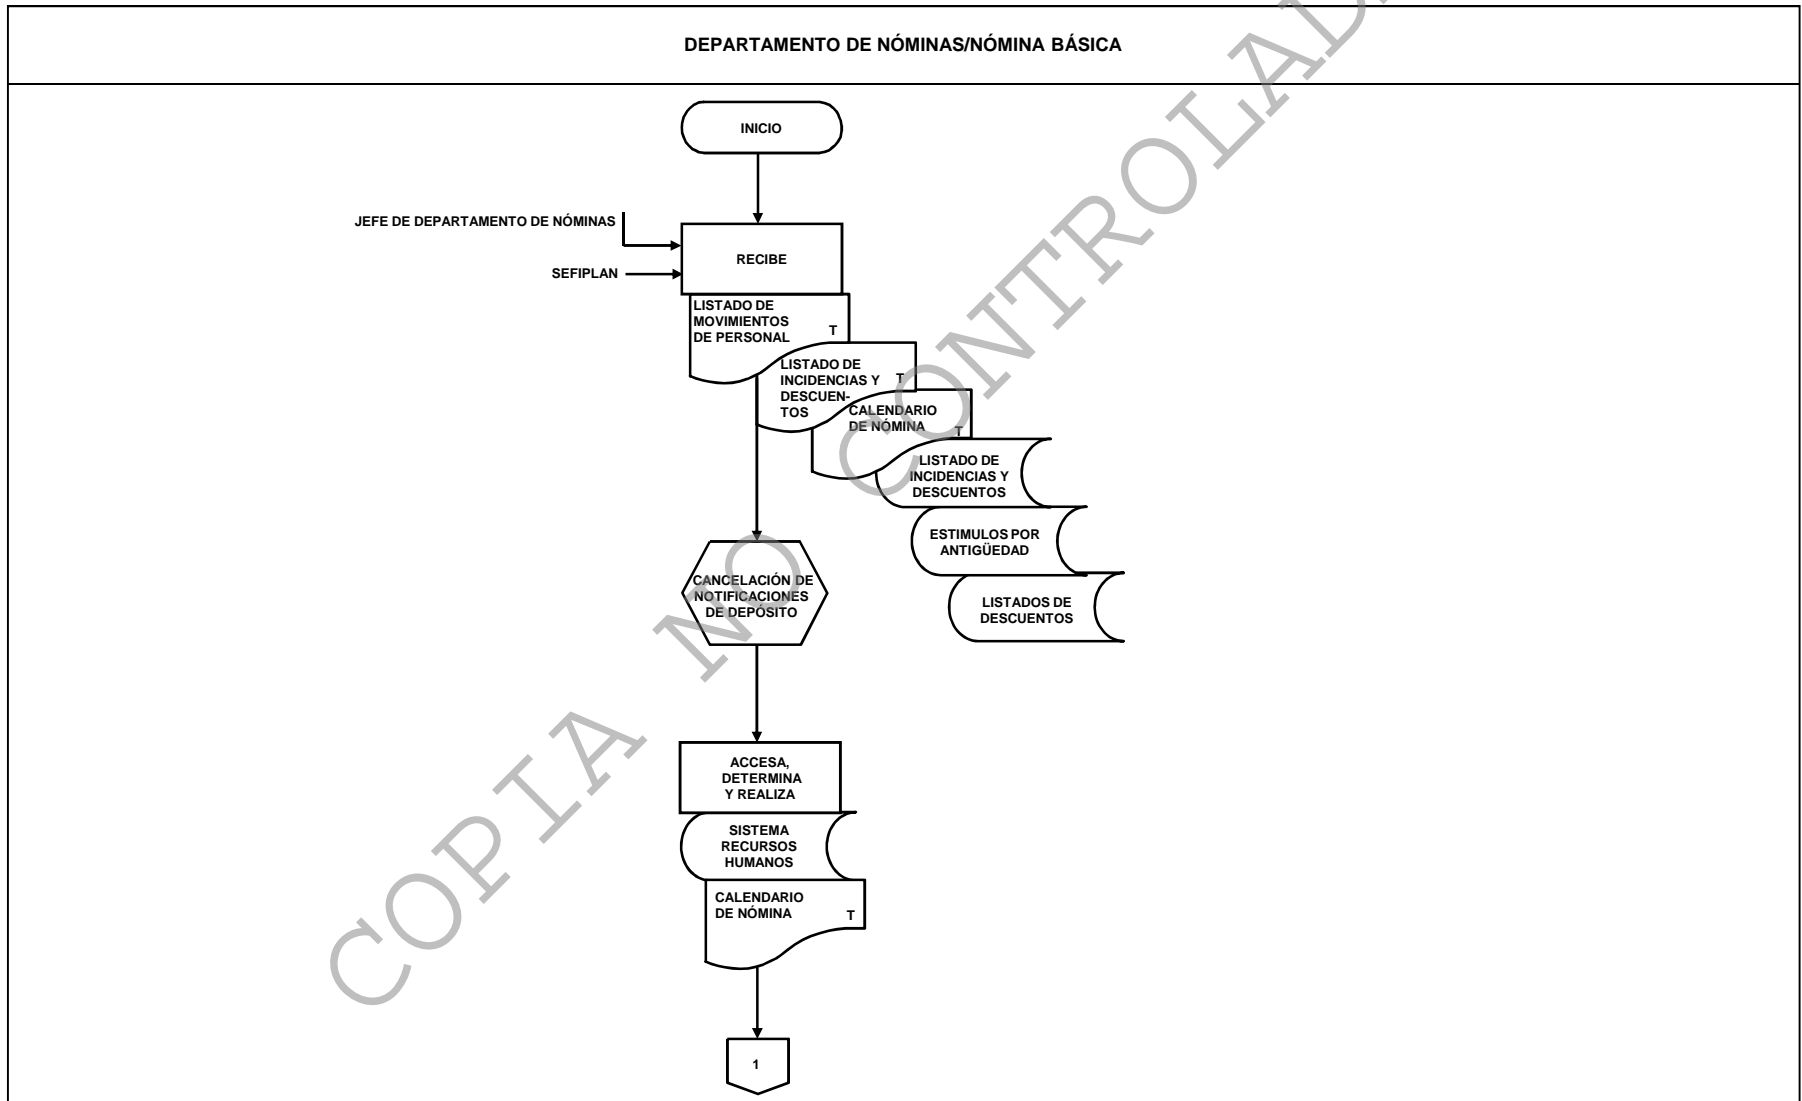 DEPARTAMENTO DE NÓMINAS/NÓMINA BÁSICA
INICIO
JEFE DE DEPARTAMENTO DE NÓMINAS
SEFIPLAN
RECIBE
LISTADO DE
MOVIMIENTOS
DE PERSONAL
T
LISTADO DE
INCIDENCIAS Y
DESCUEN-
TOS
T
CALENDARIO
DE NÓMINA
T
LISTADO DE
INCIDENCIAS Y
DESCUENTOS
ESTIMULOS POR
ANTIGÜEDAD
LISTADOS DE
DESCUENTOS
CANCELACIÓN DE
NOTIFICACIONES
DE DEPÓSITO
ACCESA,
DETERMINA
Y REALIZA
SISTEMA
RECURSOS
HUMANOS
CALENDARIO
DE NÓMINA
T
1
COPIA NO CONTROLAD